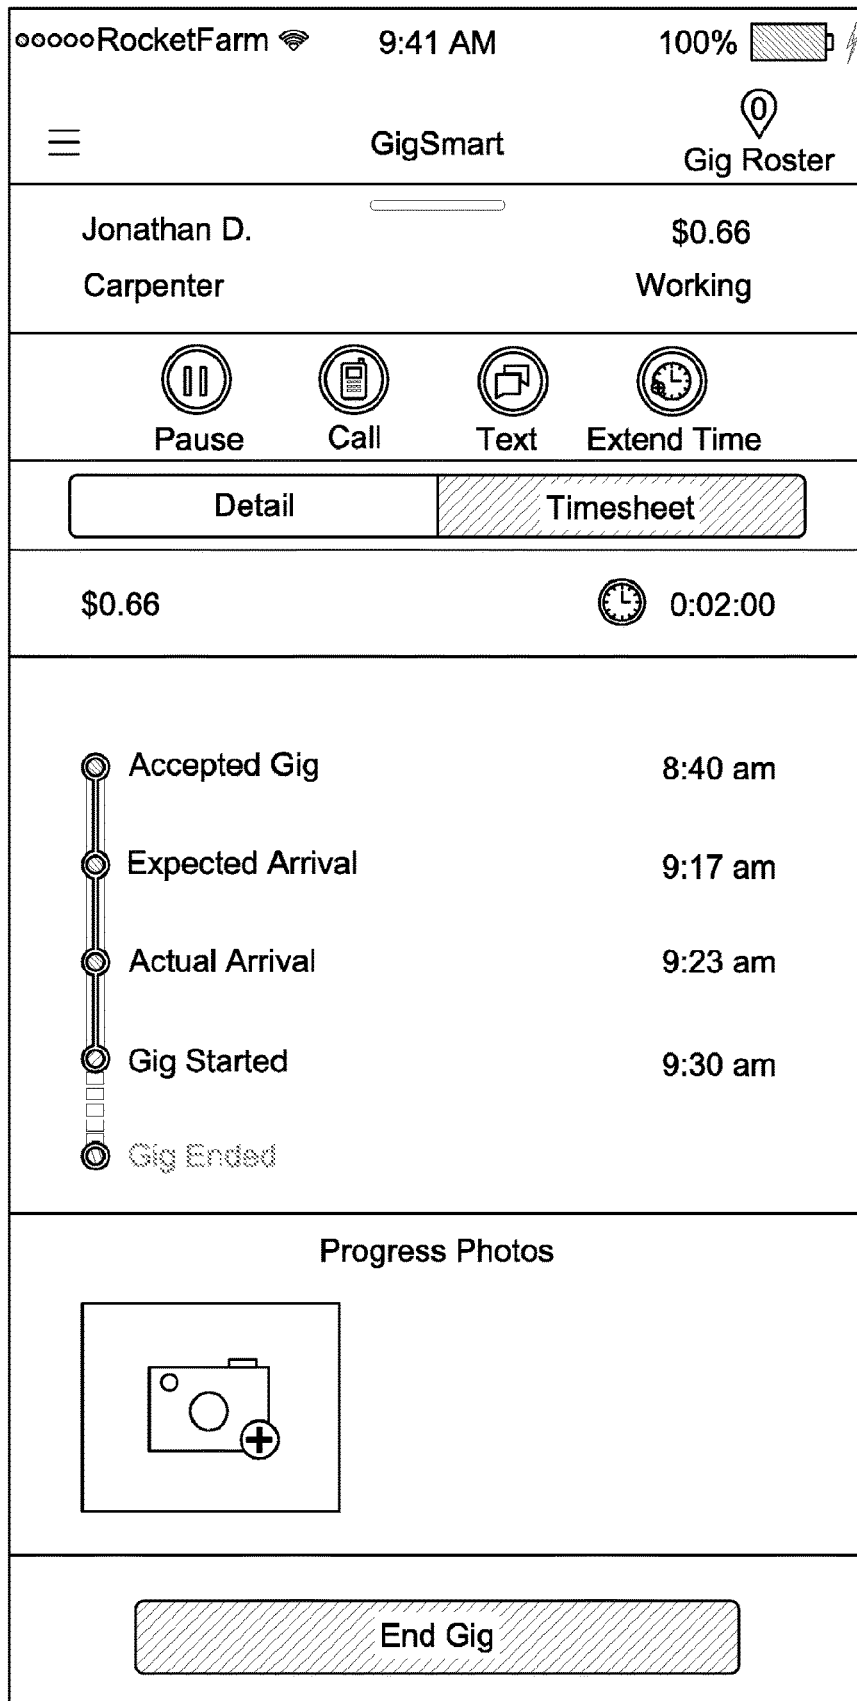 RocketFarm 9:41 AM 100%
0
GigSmart
Gig Roster
Jonathan D. $0.66
Carpenter Working
Pause Call Text Extend Time
Detail Timesheet
$0.66 0:02:00
Accepted Gig 8:40 am
Expected Arrival 9:17 am
Actual Arrival 9:23 am
Gig Started 9:30 am
Gig Ended
Progress Photos
End Gig